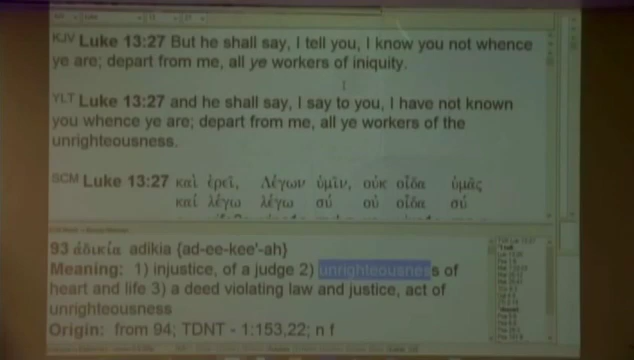 KJV Luke 13:27 But he shall say, I tell you, I know you not whence
ye are; depart from me, all ye workers of iniquity.
YLT Luke 13:27 and he shall say, I say to you, I have not known
you whence ye are; depart from me, all ye workers of the
unrighteousness.
SCM Luke 13:27 καὶ ἐρεῖ, Λέγων ὑμῖν, οὐκ οἶδα ὑμᾶς
καί λέγω λέγω σύ οὐ οἶδα σύ
93 ἀδικία adikia {ad-ee-kee'-ah}
Meaning: 1) injustice, of a judge 2) unrighteousness of
heart and life 3) a deed violating law and justice, act of
unrighteousness
Origin: from 94; TDNT - 1:153,22; n f